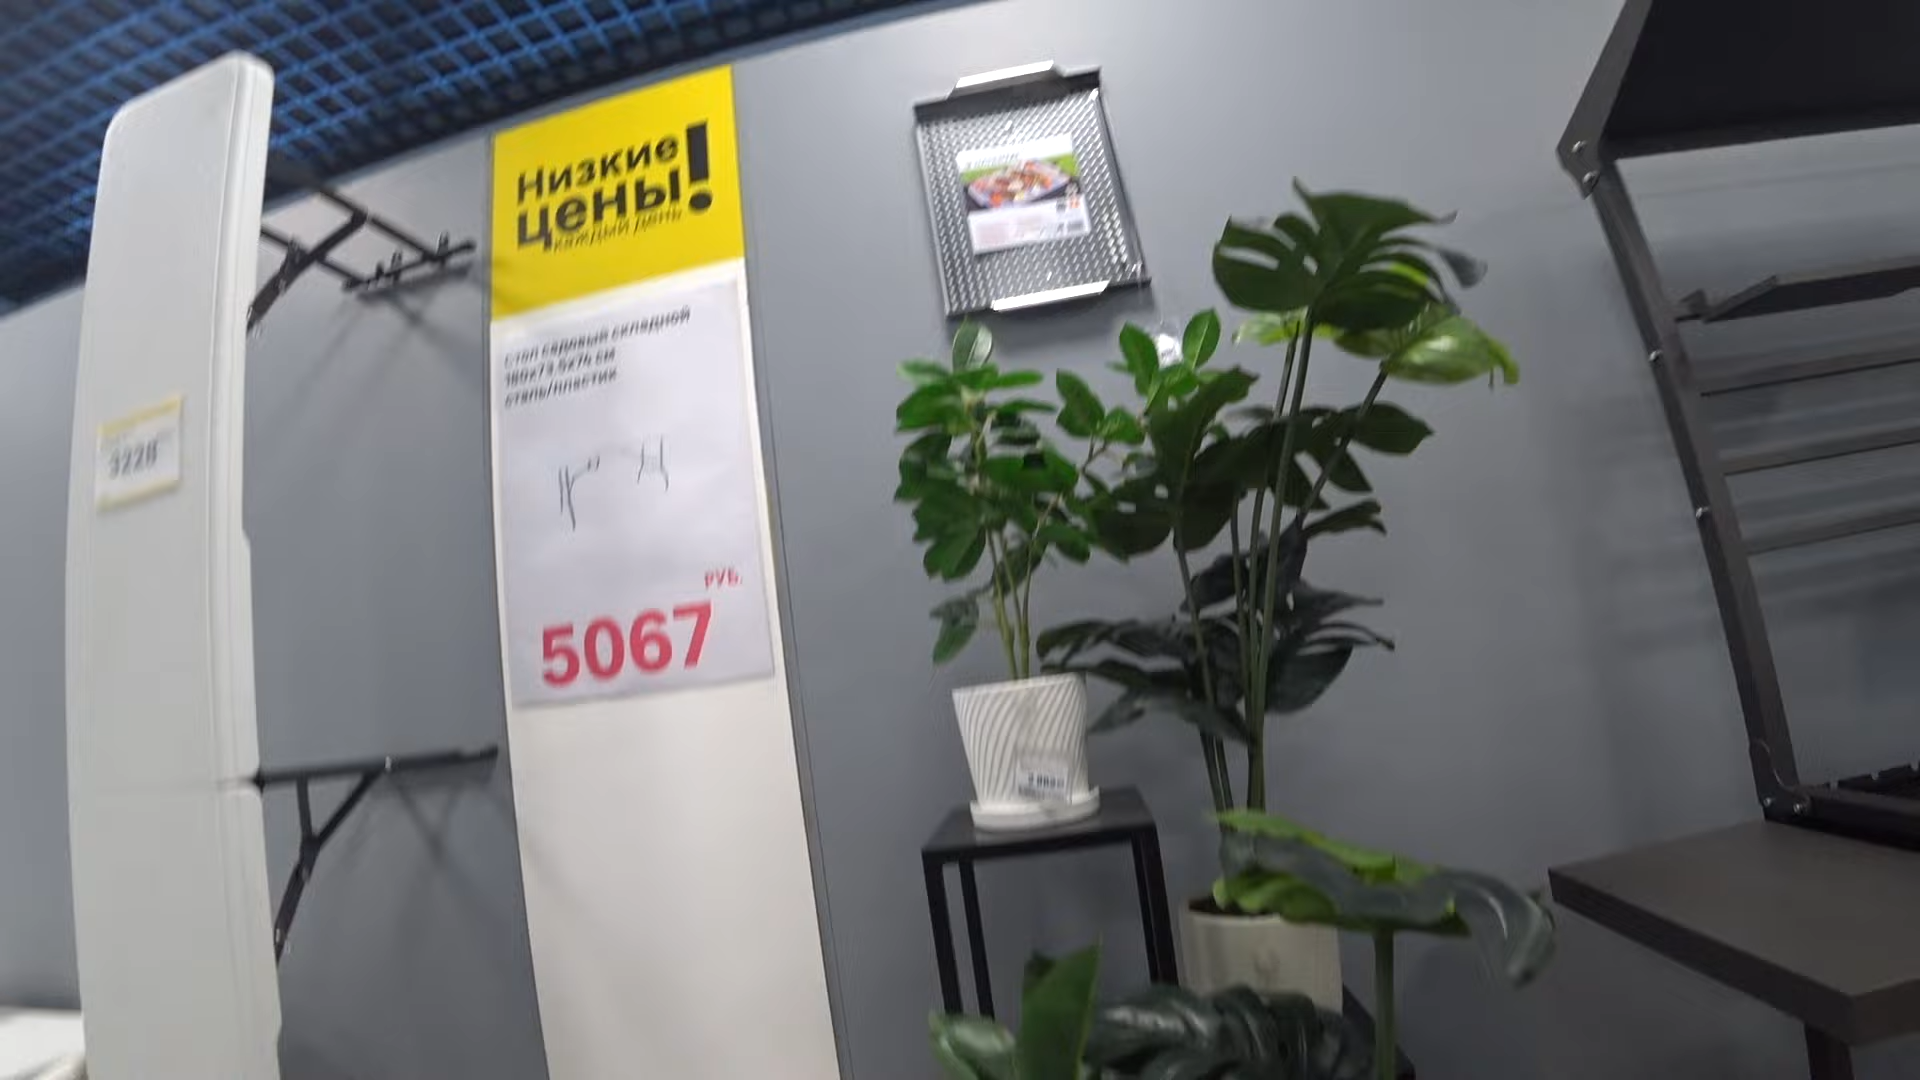 Низкие
цены!
каждый день
Стол садовый складной
180x73.5x74 см
сталь/пластик
РУБ.
5067
3228